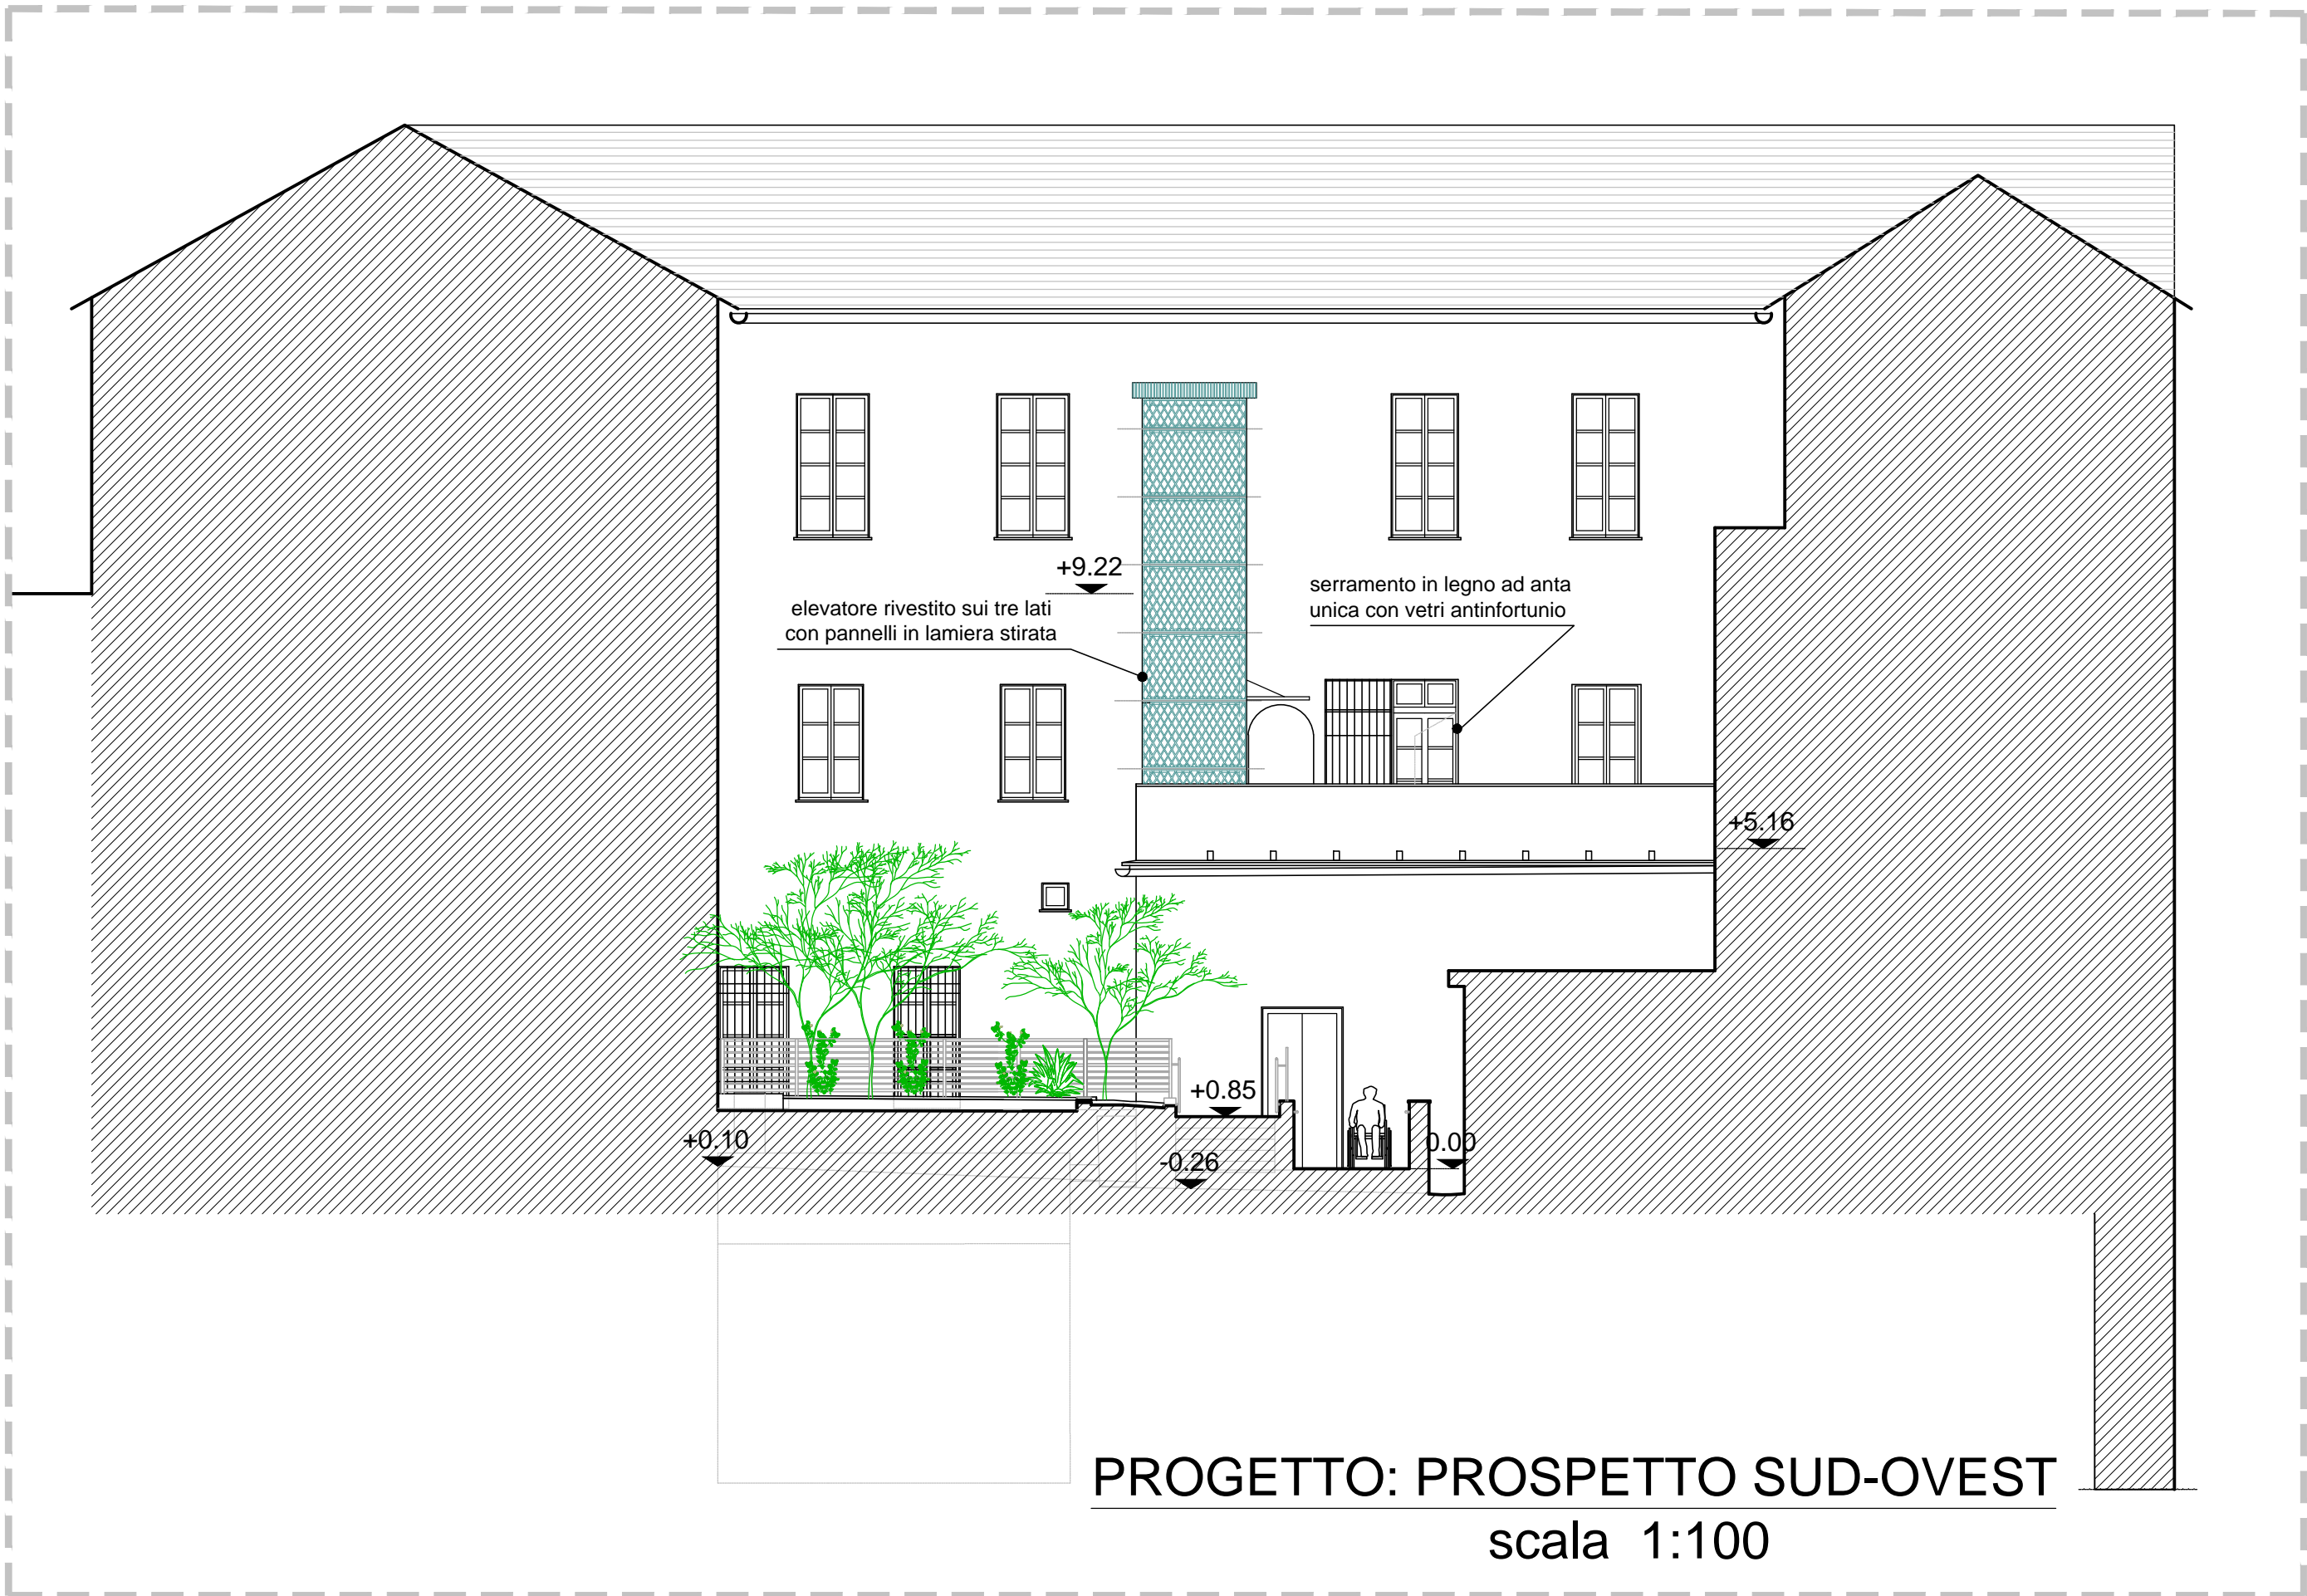 +9.22
elevatore rivestito sui tre lati
con pannelli in lamiera stirata
serramento in legno ad anta
unica con vetri antinfortunio
+5.16
+0.85
+0.10
-0.26
0.00
PROGETTO: PROSPETTO SUD-OVEST
scala 1:100